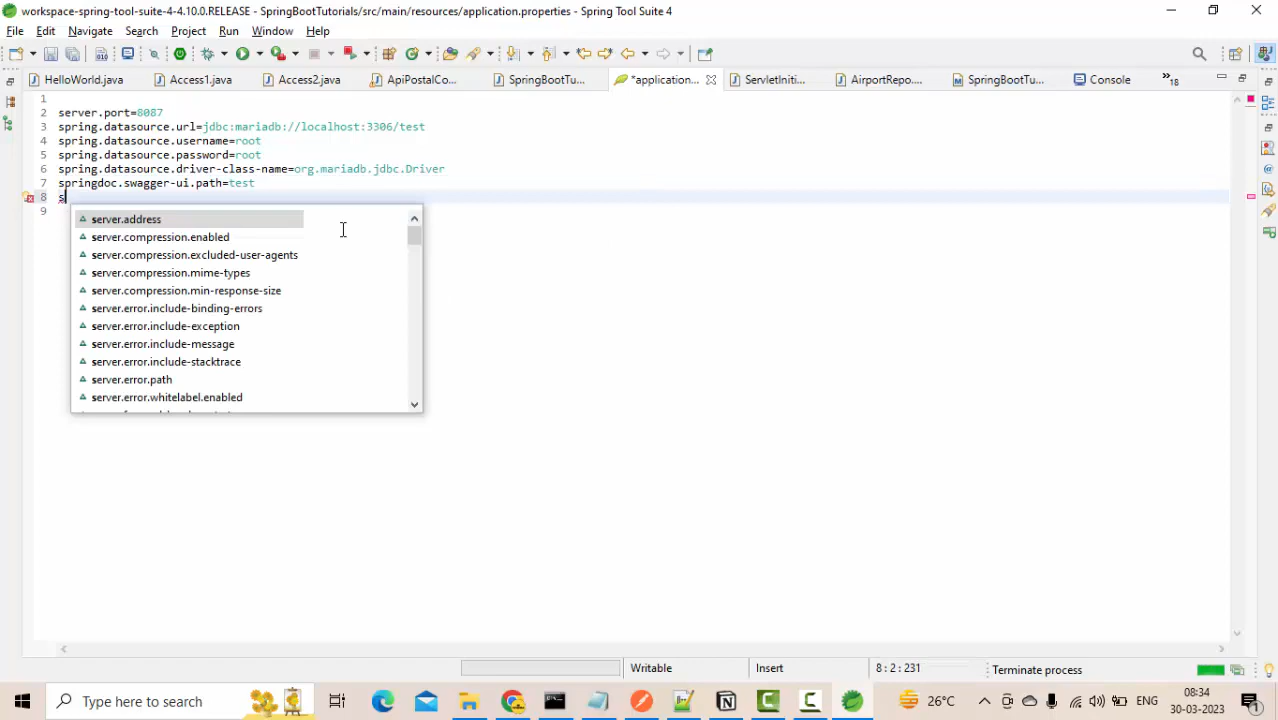 workspace-spring-tool-suite-4-4.10.0.RELEASE - SpringBootTutorials/src/main/resources/application.properties - Spring Tool Suite 4
File Edit Navigate Search Project Run Window Help
HelloWorld.java Access1.java Access2.java ApiPostalCo... SpringBootTu... *application.... ServletIniti... AirportRepo.... SpringBootTu... Console 18
1
2 server.port=8087
3 spring.datasource.url=jdbc:mariadb://localhost:3306/test
4 spring.datasource.username=root
5 spring.datasource.password=root
6 spring.datasource.driver-class-name=org.mariadb.jdbc.Driver
7 springdoc.swagger-ui.path=test
8 s
9
server.address
server.compression.enabled
server.compression.excluded-user-agents
server.compression.mime-types
server.compression.min-response-size
server.error.include-binding-errors
server.error.include-exception
server.error.include-message
server.error.include-stacktrace
server.error.path
server.error.whitelabel.enabled
Writable Insert 8 : 2 : 231 Terminate process
Type here to search 26°C ENG 08:34
30-03-2023